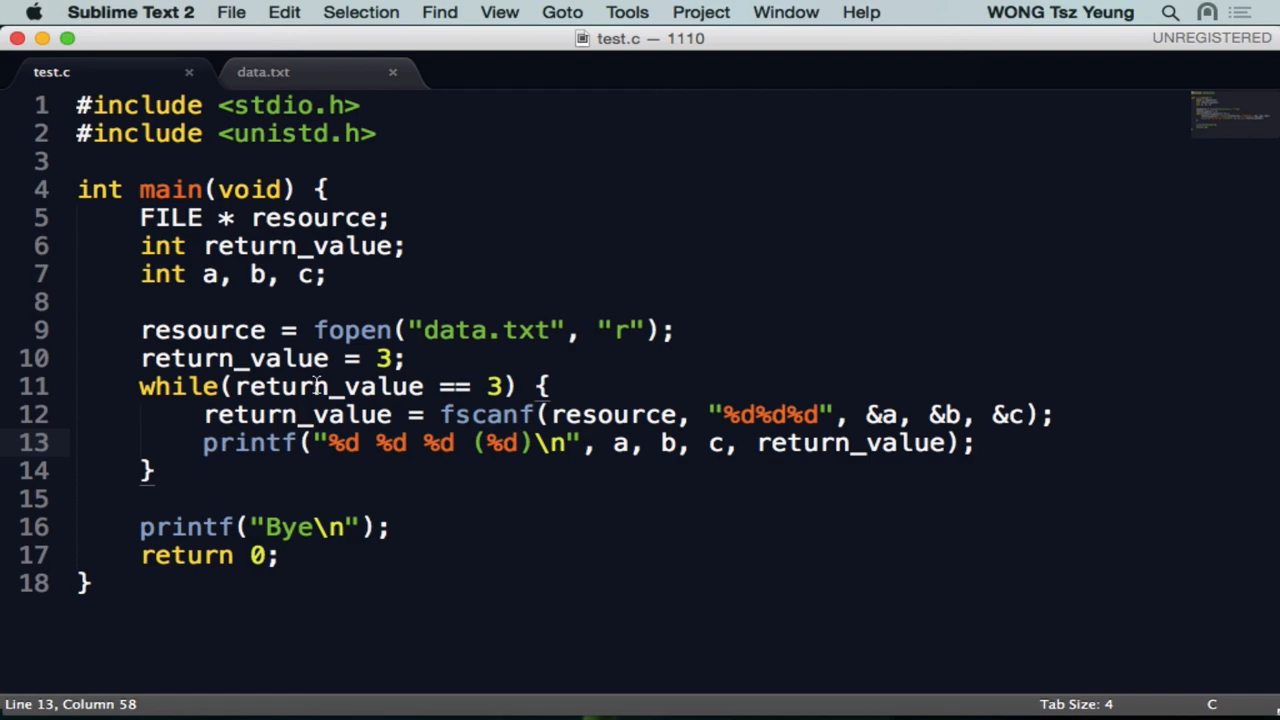 Sublime Text 2 File Edit Selection Find View Goto Tools Project Window Help WONG Tsz Yeung
test.c — 1110 UNREGISTERED
test.c × data.txt ×
1 #include <stdio.h>
2 #include <unistd.h>
3
4 int main(void) {
5 FILE * resource;
6 int return_value;
7 int a, b, c;
8
9 resource = fopen("data.txt", "r");
10 return_value = 3;
11 while(return_value == 3) {
12 return_value = fscanf(resource, "%d%d%d", &a, &b, &c);
13 printf("%d %d %d (%d)\n", a, b, c, return_value);
14 }
15
16 printf("Bye\n");
17 return 0;
18 }
Line 13, Column 58 Tab Size: 4 C